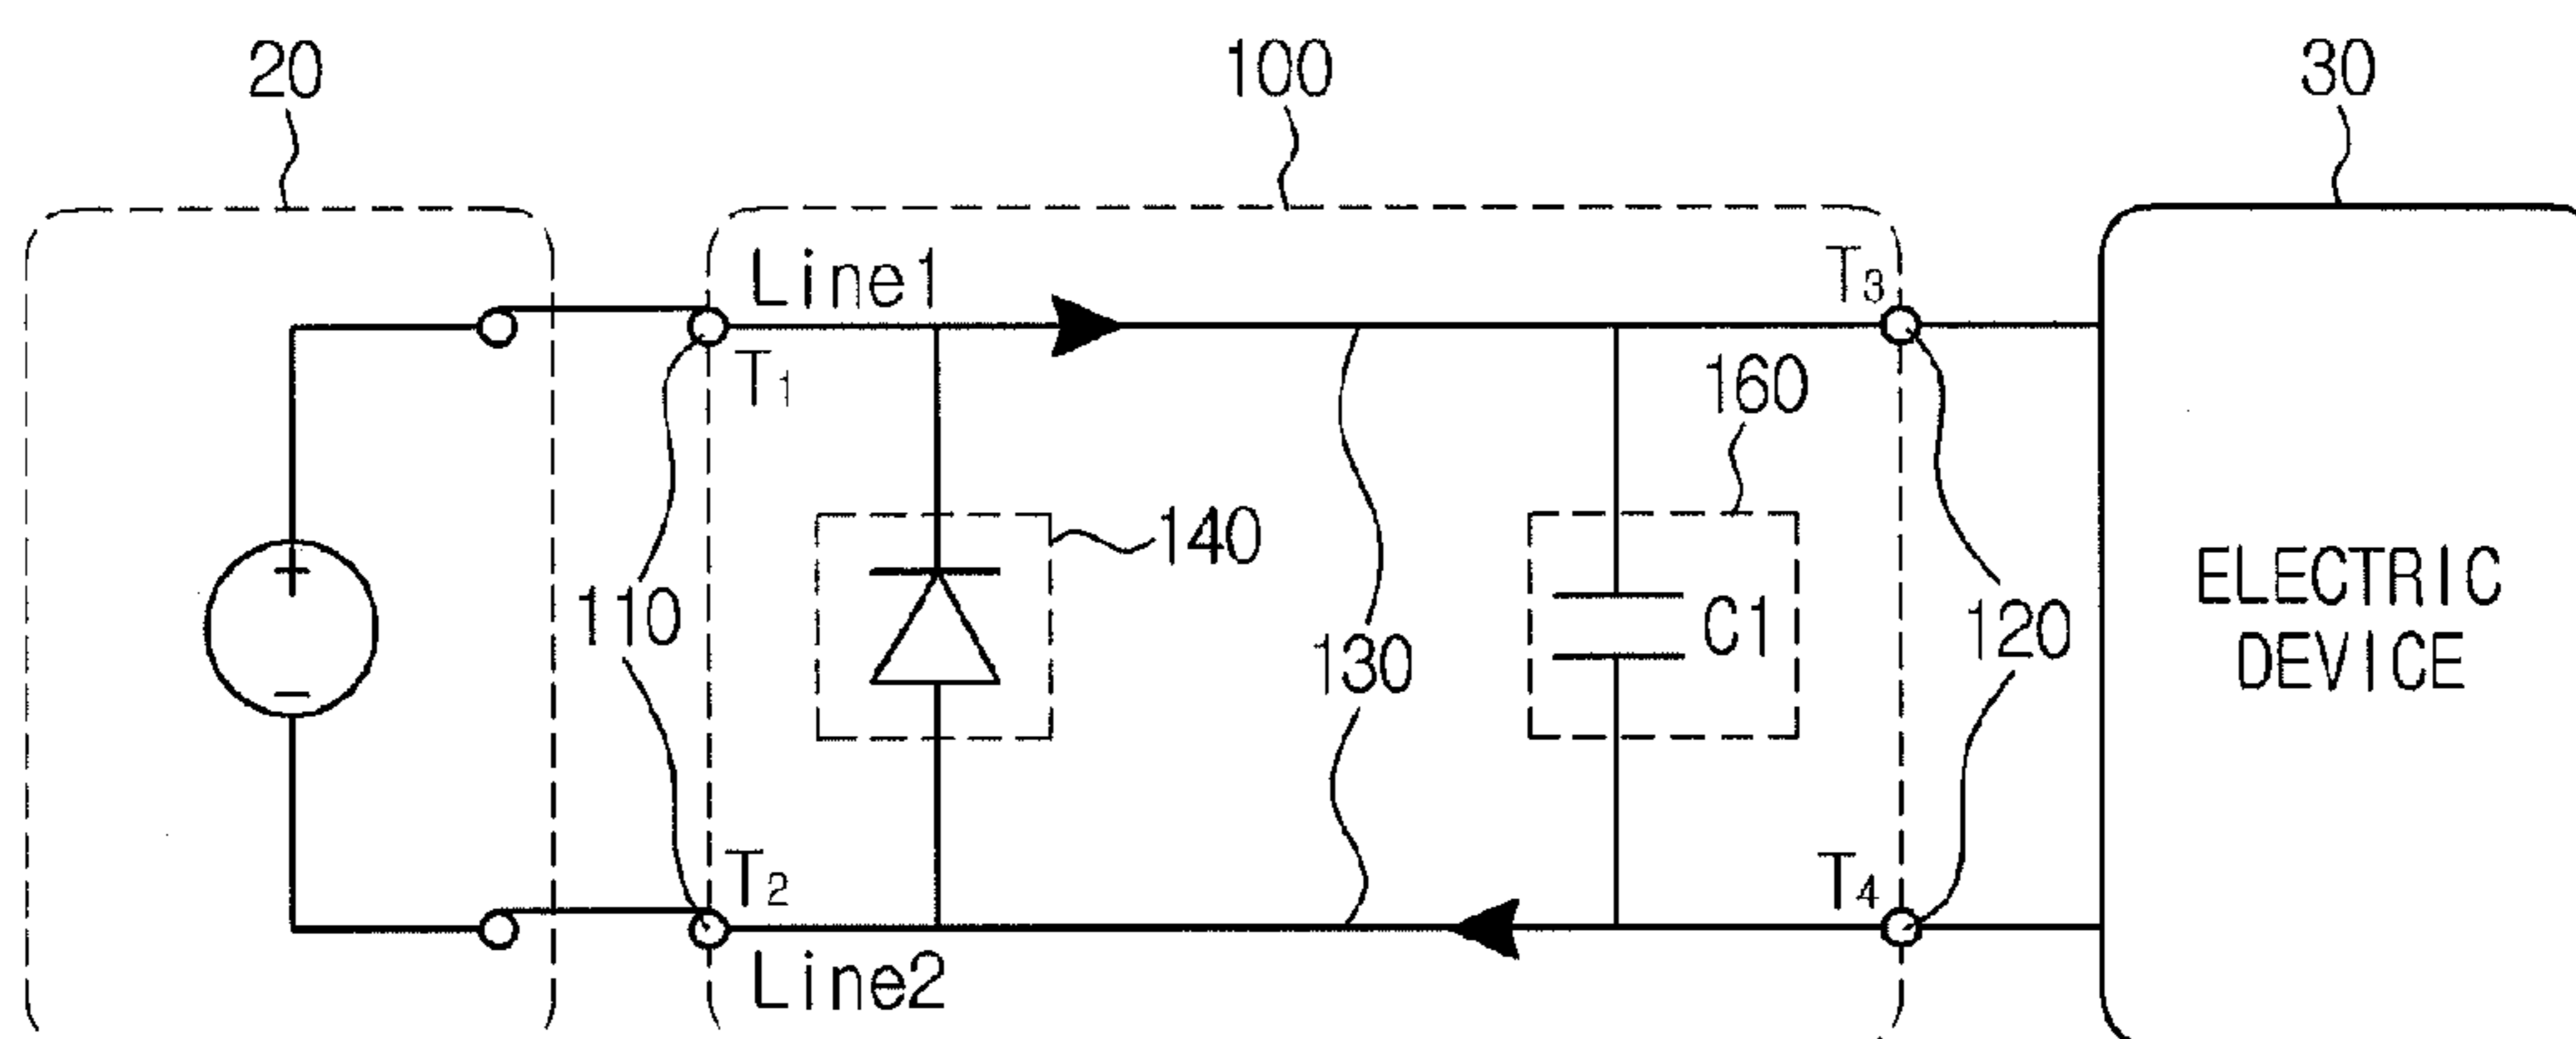 20
100
30
Line1
T3
T1
160
+
140
110
C1
130
120
ELECTRIC
DEVICE
−
T2
T4
Line2